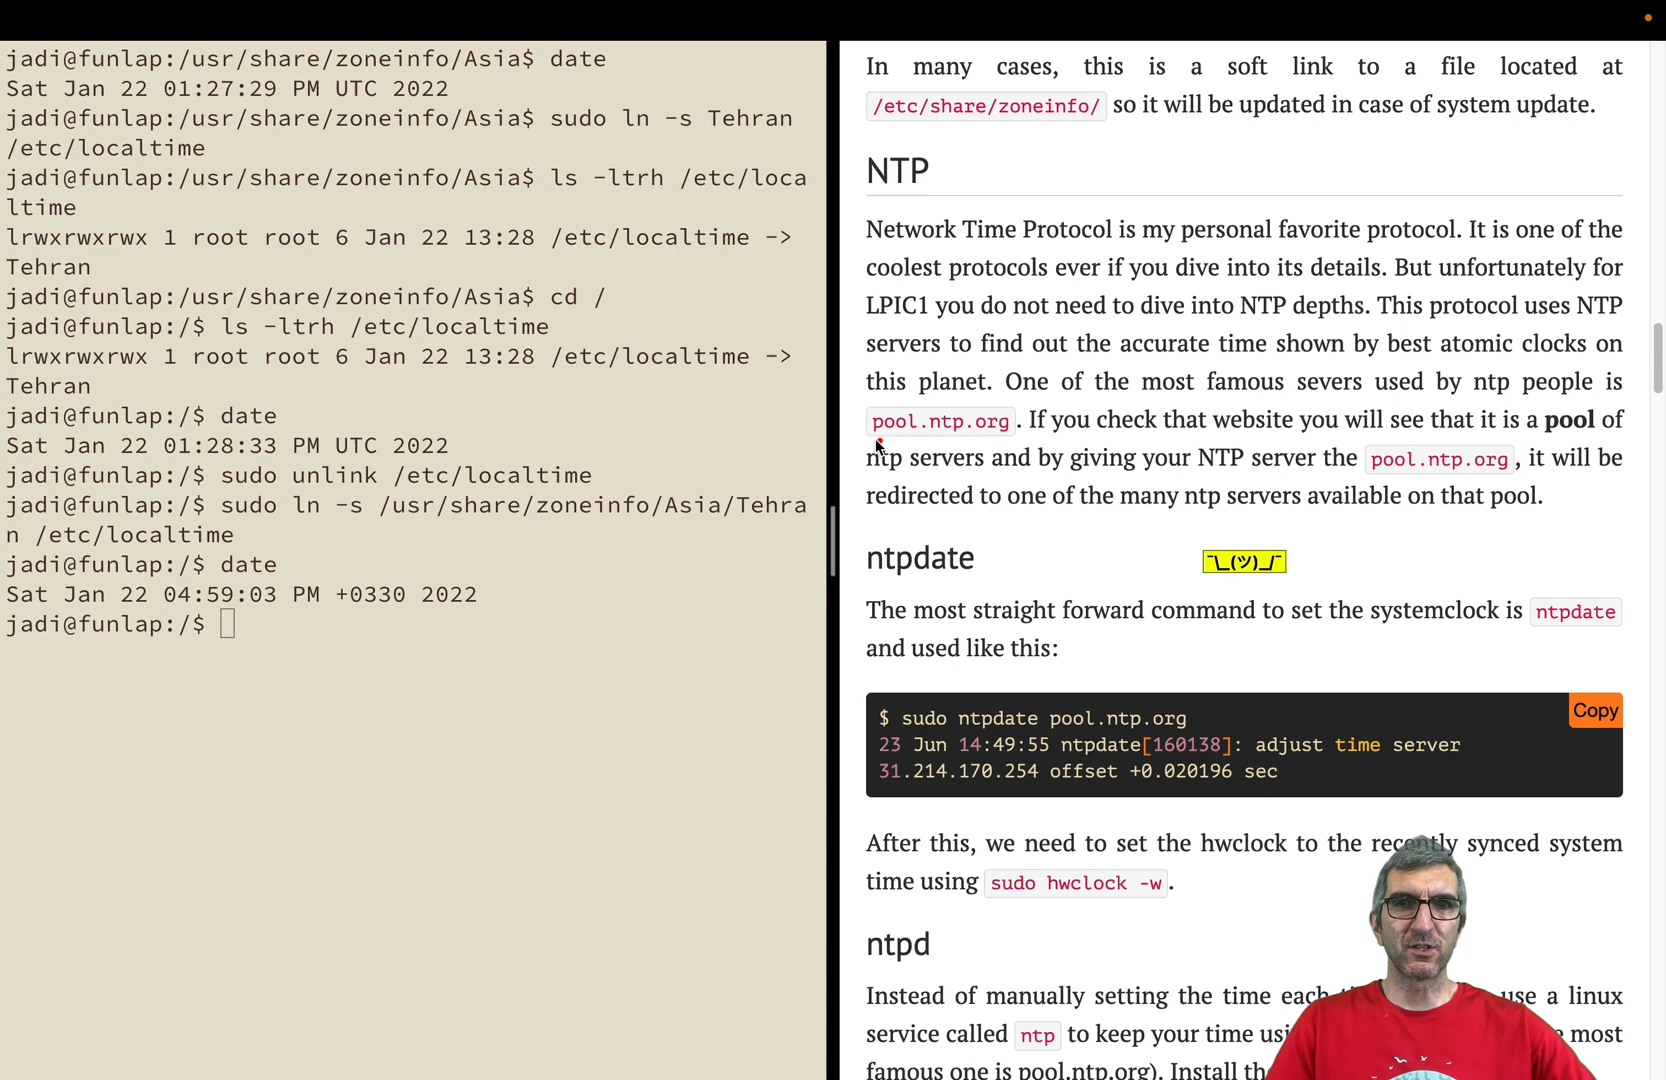 jadi@funlap:/usr/share/zoneinfo/Asia$ date
Sat Jan 22 01:27:29 PM UTC 2022
jadi@funlap:/usr/share/zoneinfo/Asia$ sudo ln -s Tehran
/etc/localtime
jadi@funlap:/usr/share/zoneinfo/Asia$ ls -ltrh /etc/loca
ltime
lrwxrwxrwx 1 root root 6 Jan 22 13:28 /etc/localtime ->
Tehran
jadi@funlap:/usr/share/zoneinfo/Asia$ cd /
jadi@funlap:/$ ls -ltrh /etc/localtime
lrwxrwxrwx 1 root root 6 Jan 22 13:28 /etc/localtime ->
Tehran
jadi@funlap:/$ date
Sat Jan 22 01:28:33 PM UTC 2022
jadi@funlap:/$ sudo unlink /etc/localtime
jadi@funlap:/$ sudo ln -s /usr/share/zoneinfo/Asia/Tehra
n /etc/localtime
jadi@funlap:/$ date
Sat Jan 22 04:59:03 PM +0330 2022
jadi@funlap:/$
In many cases, this is a soft link to a file located at
/etc/share/zoneinfo/ so it will be updated in case of system update.
NTP
Network Time Protocol is my personal favorite protocol. It is one of the
coolest protocols ever if you dive into its details. But unfortunately for
LPIC1 you do not need to dive into NTP depths. This protocol uses NTP
servers to find out the accurate time shown by best atomic clocks on
this planet. One of the most famous severs used by ntp people is
pool.ntp.org. If you check that website you will see that it is a pool of
ntp servers and by giving your NTP server the pool.ntp.org, it will be
redirected to one of the many ntp servers available on that pool.
ntpdate
¯\_(ツ)_/¯
The most straight forward command to set the systemclock is ntpdate
and used like this:
Copy
$ sudo ntpdate pool.ntp.org
23 Jun 14:49:55 ntpdate[160138]: adjust time server
31.214.170.254 offset +0.020196 sec
After this, we need to set the hwclock to the recently synced system
time using sudo hwclock -w.
ntpd
Instead of manually setting the time each use a linux
service called ntp to keep your time most
famous one is pool.ntp.org). Install